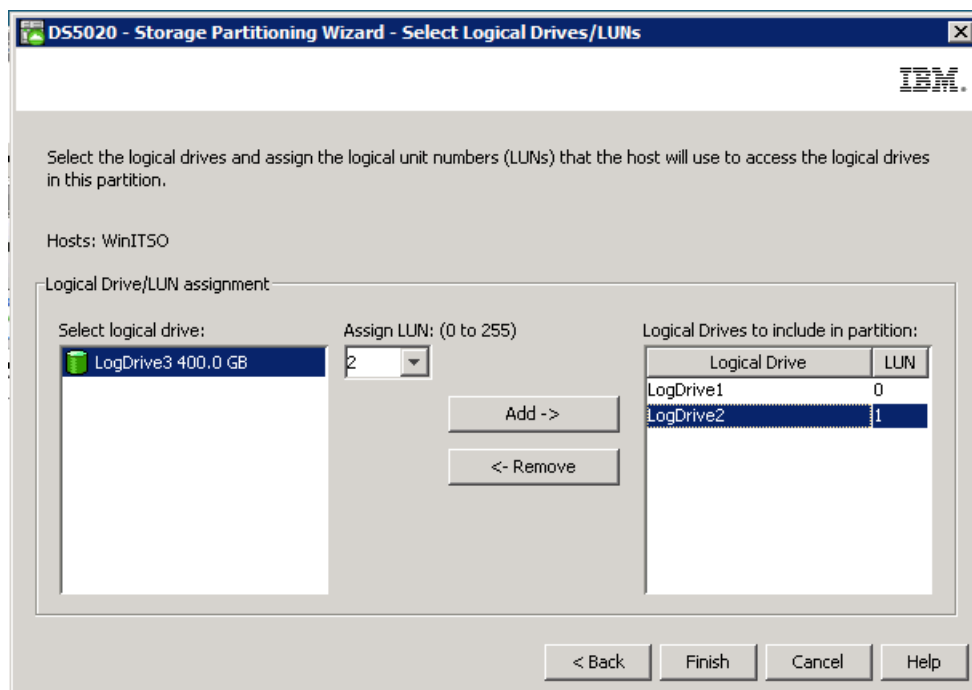 DS5020 - Storage Partitioning Wizard - Select Logical Drives/LUNs
IBM.
Select the logical drives and assign the logical unit numbers (LUNs) that the host will use to access the logical drives
in this partition.
Hosts: WinITSO
Logical Drive/LUN assignment
Select logical drive:
LogDrive3 400.0 GB
Assign LUN: (0 to 255)
2
Add ->
<- Remove
Logical Drives to include in partition:
Logical Drive LUN
LogDrive1 0
LogDrive2 1
< Back Finish Cancel Help